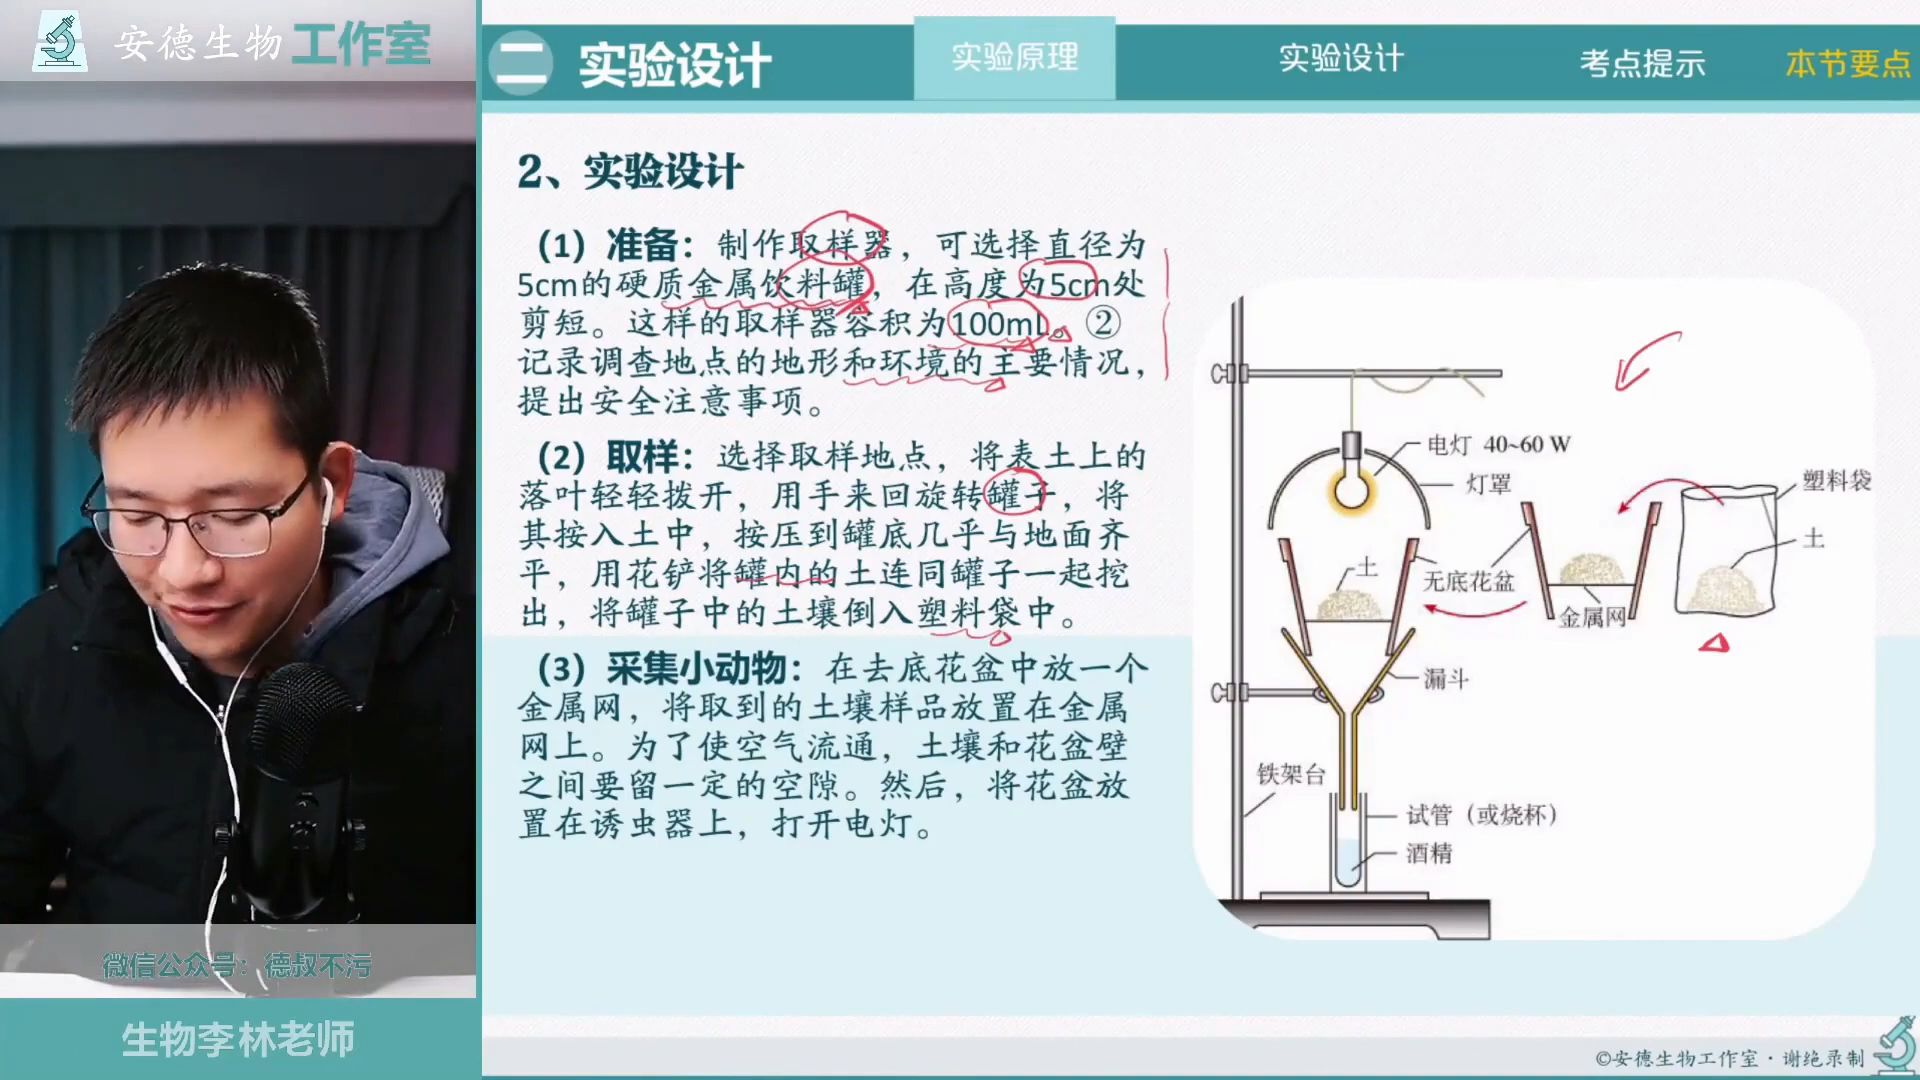 安德生物工作室
二 实验设计
实验原理
实验设计
考点提示
本节要点
2、实验设计
（1）准备：制作取样器，可选择直径为
5cm的硬质金属饮料罐，在高度为5cm处
剪短。这样的取样器容积为100mL。②
记录调查地点的地形和环境的主要情况，
提出安全注意事项。
（2）取样：选择取样地点，将表土上的
落叶轻轻拨开，用手来回旋转罐子，将
其按入土中，按压到罐底几乎与地面齐
平，用花铲将罐内的土连同罐子一起挖
出，将罐子中的土壤倒入塑料袋中。
（3）采集小动物：在去底花盆中放一个
金属网，将取到的土壤样品放置在金属
网上。为了使空气流通，土壤和花盆壁
之间要留一定的空隙。然后，将花盆放
置在诱虫器上，打开电灯。
电灯 40~60 W
灯罩
塑料袋
土
土
无底花盆
金属网
漏斗
铁架台
试管（或烧杯）
酒精
微信公众号：德叔不污
生物李林老师
©安德生物工作室·谢绝录制